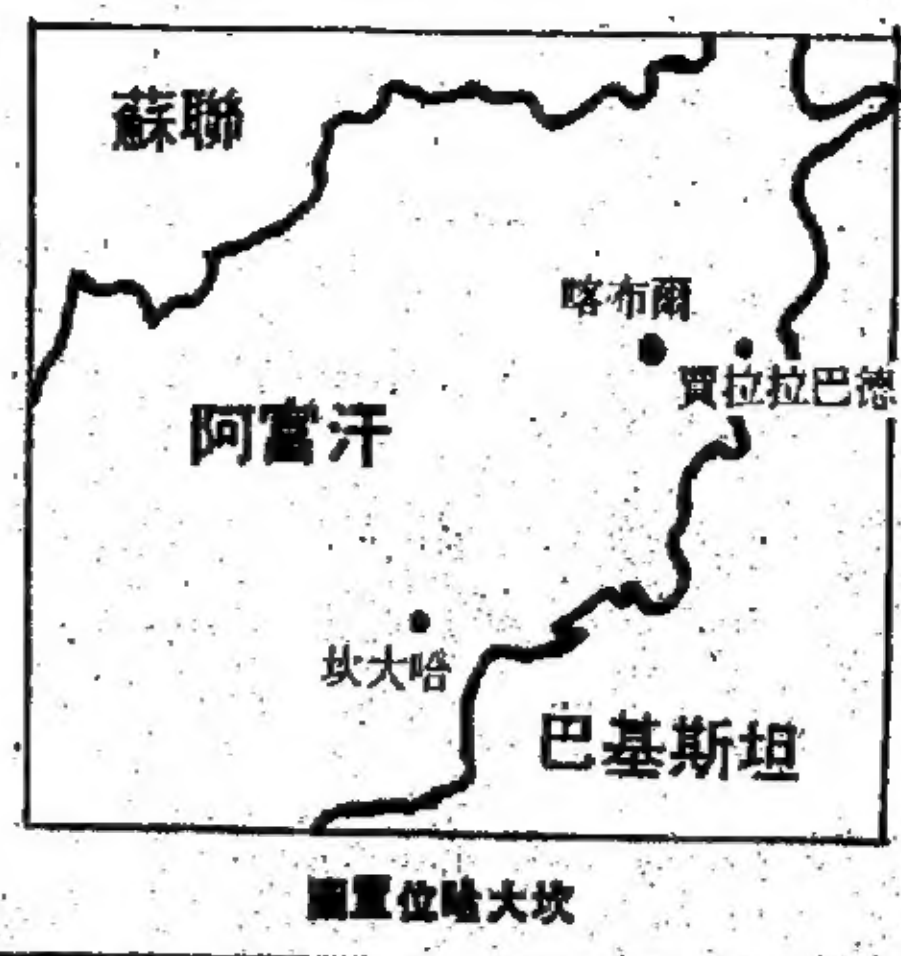 蘇聯
喀布爾
賈拉拉巴德
阿富汗
坎大哈
巴基斯坦
圖置位哈大坎